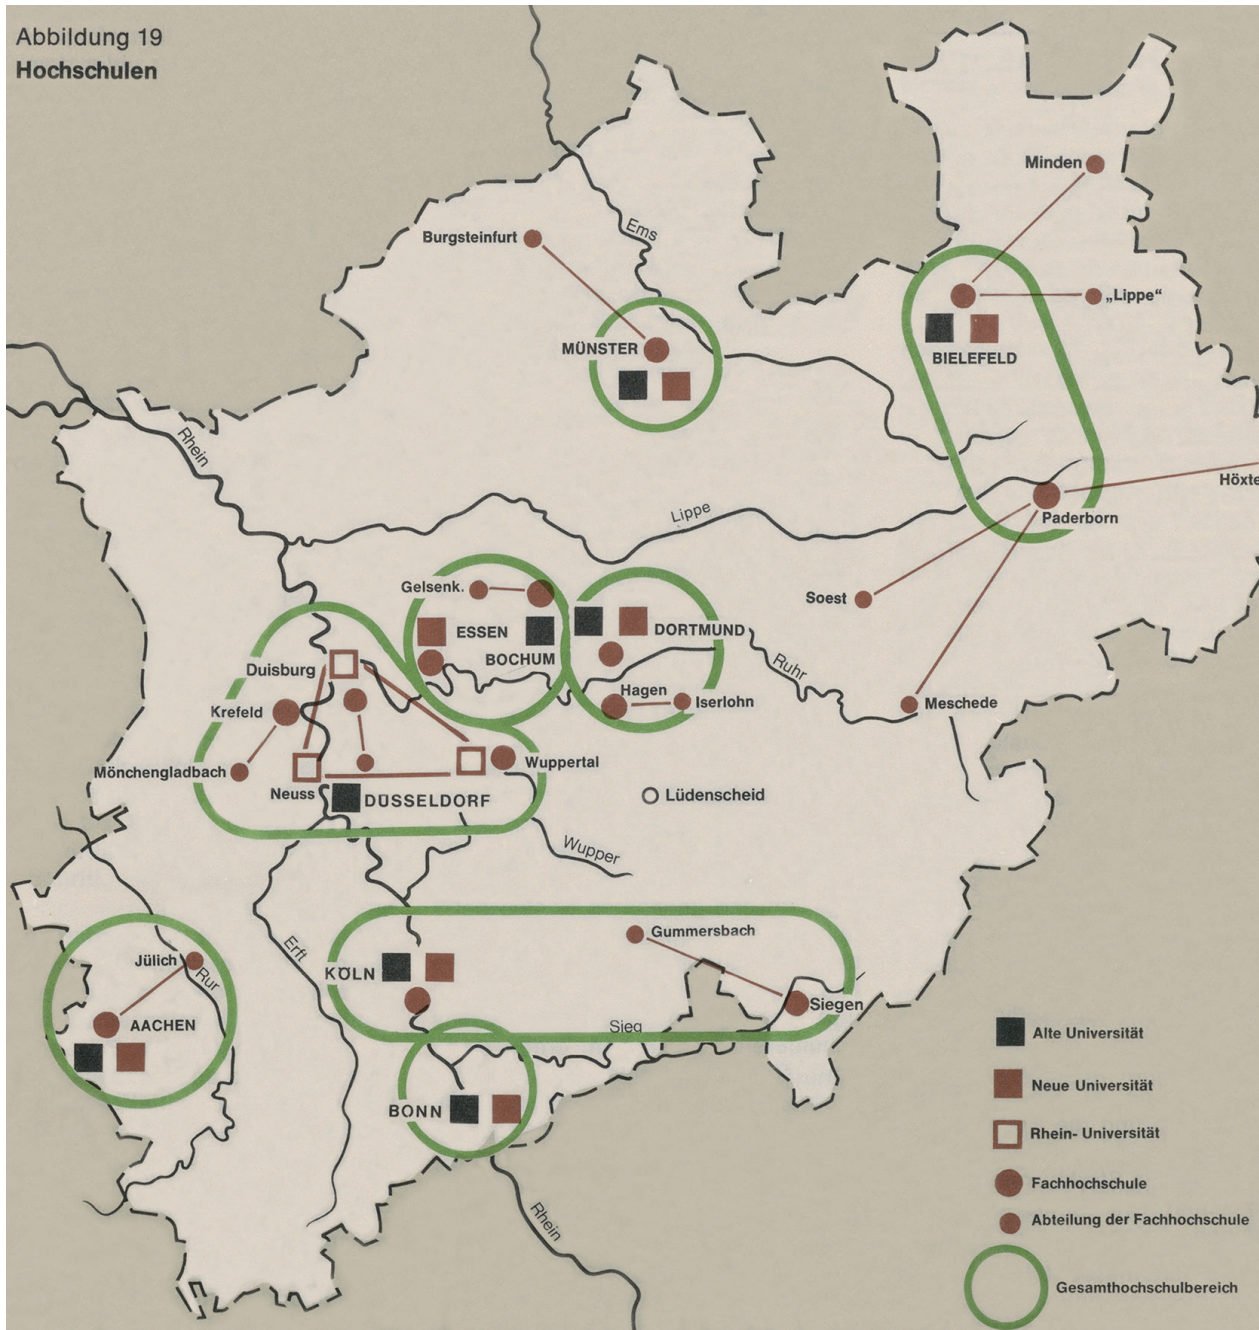 Abbildung 19
Hochschulen
Minden
Burgsteinfurt
Ems
„Lippe“
MÜNSTER
BIELEFELD
Rhein
Höxte
Lippe
Paderborn
Gelsenk.
Soest
ESSEN
DORTMUND
BOCHUM
Duisburg
Ruhr
Hagen
Iserlohn
Meschede
Krefeld
Wuppertal
Mönchengladbach
Neuss
DÜSSELDORF
Lüdenscheid
Wupper
Gummersbach
Erft
Jülich
KÖLN
Rur
Siegen
AACHEN
Sieg
BONN
Rhein
Alte Universität
Neue Universität
Rhein- Universität
Fachhochschule
Abteilung der Fachhochschule
Gesamthochschulbereich